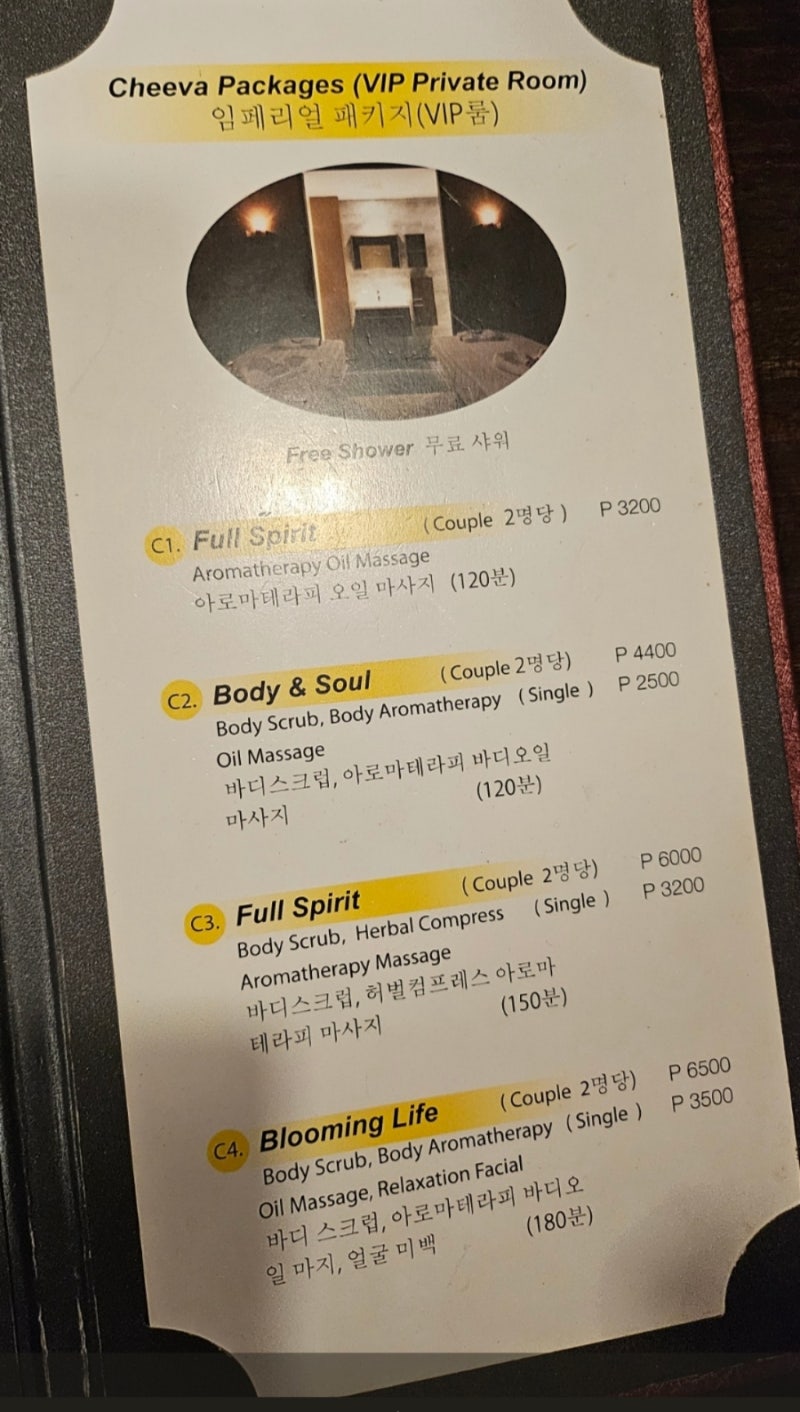 Cheeva Packages (VIP Private Room)
임페리얼 패키지(VIP룸)
Free Shower 무료 샤워
C1. Full Spirit (Couple 2명당) P 3200
Aromatherapy Oil Massage
아로마테라피 오일 마사지 (120분)
C2. Body & Soul (Couple 2명당) P 4400
Body Scrub, Body Aromatherapy (Single) P 2500
Oil Massage
바디스크럽, 아로마테라피 바디오일
마사지 (120분)
C3. Full Spirit (Couple 2명당) P 6000
Body Scrub, Herbal Compress (Single) P 3200
Aromatherapy Massage
바디스크럽, 허벌컴프레스 아로마
테라피 마사지 (150분)
C4. Blooming Life (Couple 2명당) P 6500
Body Scrub, Body Aromatherapy (Single) P 3500
Oil Massage, Relaxation Facial
바디 스크럽, 아로마테라피 바디오
일 마지, 얼굴 미백 (180분)